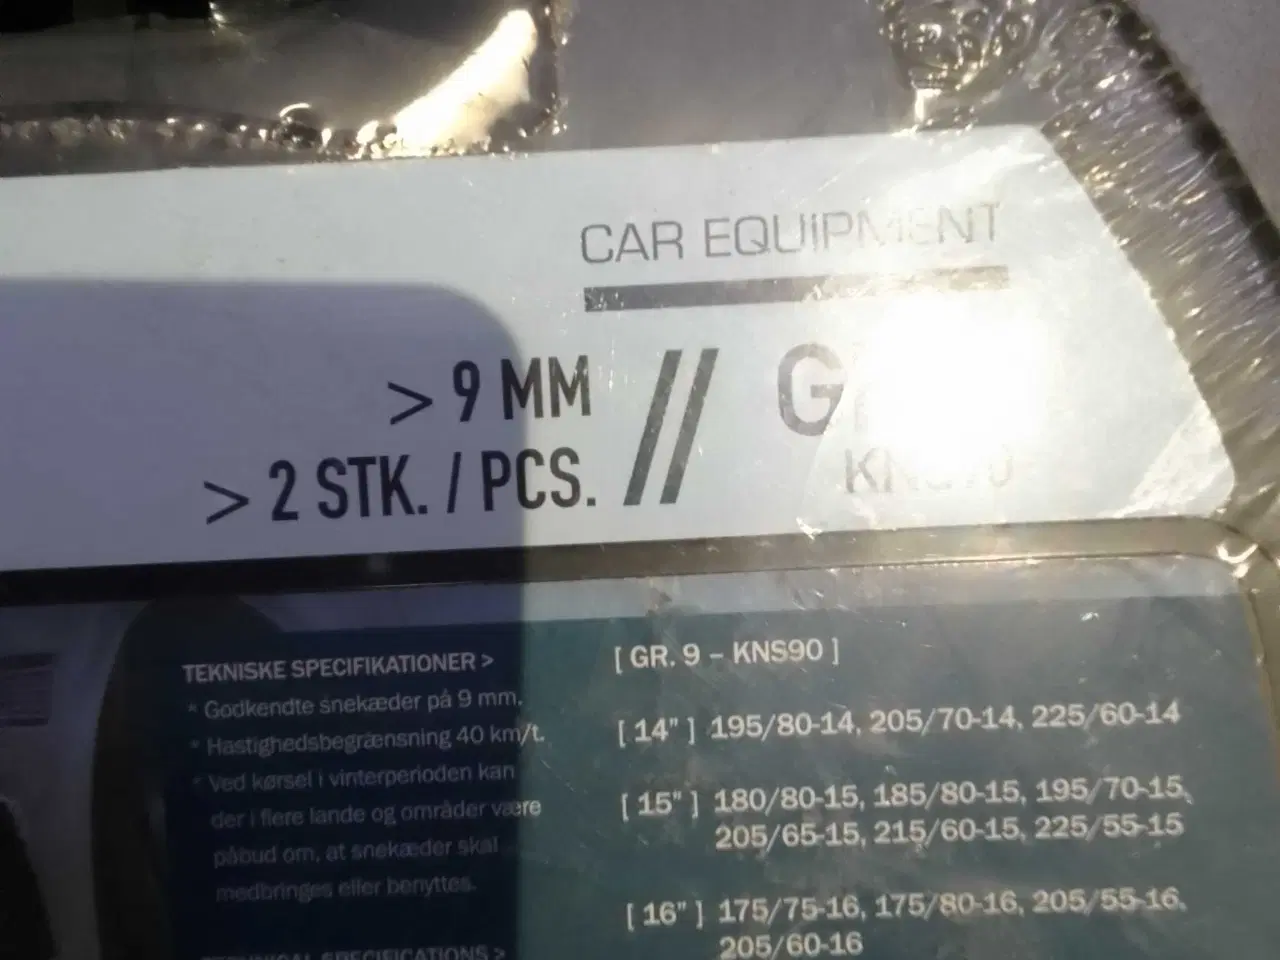 CAR EQUIPMENT
> 9 MM //
> 2 STK. / PCS.
TEKNISKE SPECIFIKATIONER >
* Godkendte snekæder på 9 mm.
* Hastighedsbegrænsning 40 km/t.
* Ved kørsel i vinterperioden kan
der i flere lande og områder være
påbud om, at snekæder skal
medbringes eller benyttes.
TECHNICAL SPECIFICATIONS >
[ GR. 9 – KNS90 ]
[ 14" ] 195/80-14, 205/70-14, 225/60-14
[ 15" ] 180/80-15, 185/80-15, 195/70-15,
205/65-15, 215/60-15, 225/55-15
[ 16" ] 175/75-16, 175/80-16, 205/55-16,
205/60-16